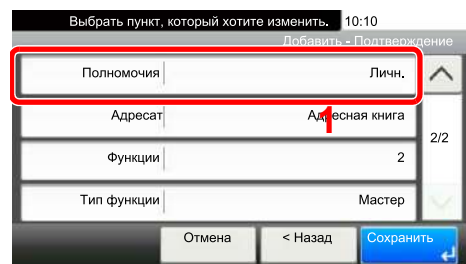 Выбрать пункт, который хотите изменить. 10:10
Добавить - Подтверждение
Полномочия Личн.
Адресат Адресная книга
1
2/2
Функции 2
Тип функции Мастер
Отмена < Назад Сохранить